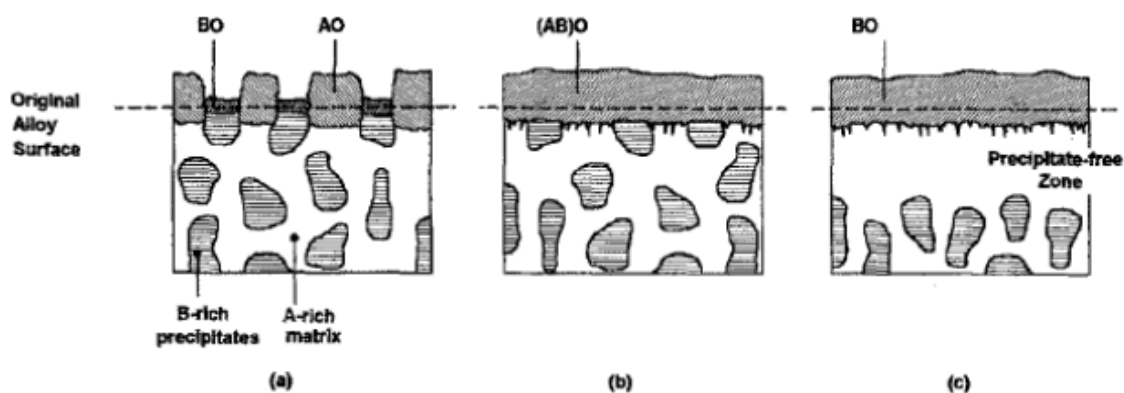 BO
AO
(AB)O
BO
Original
Alloy
Surface
Precipitate-free
Zone
B-rich
precipitates
A-rich
matrix
(a)
(b)
(c)